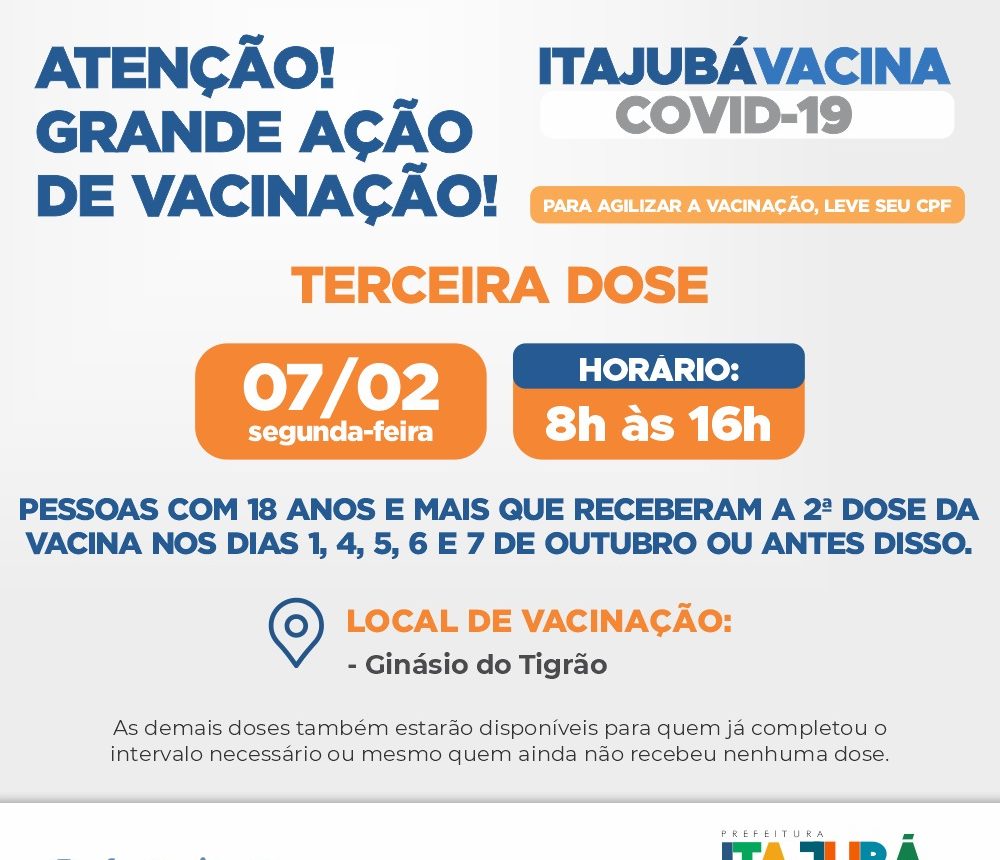 ATENÇÃO!
GRANDE AÇÃO
DE VACINAÇÃO!
ITAJUBÁVACINA
COVID-19
PARA AGILIZAR A VACINAÇÃO, LEVE SEU CPF
TERCEIRA DOSE
07/02
segunda-feira
HORÁRIO:
8h às 16h
PESSOAS COM 18 ANOS E MAIS QUE RECEBERAM A 2ª DOSE DA
VACINA NOS DIAS 1, 4, 5, 6 E 7 DE OUTUBRO OU ANTES DISSO.
LOCAL DE VACINAÇÃO:
- Ginásio do Tigrão
As demais doses também estarão disponíveis para quem já completou o
intervalo necessário ou mesmo quem ainda não recebeu nenhuma dose.
PREFEITURA
ITAJUBÁ